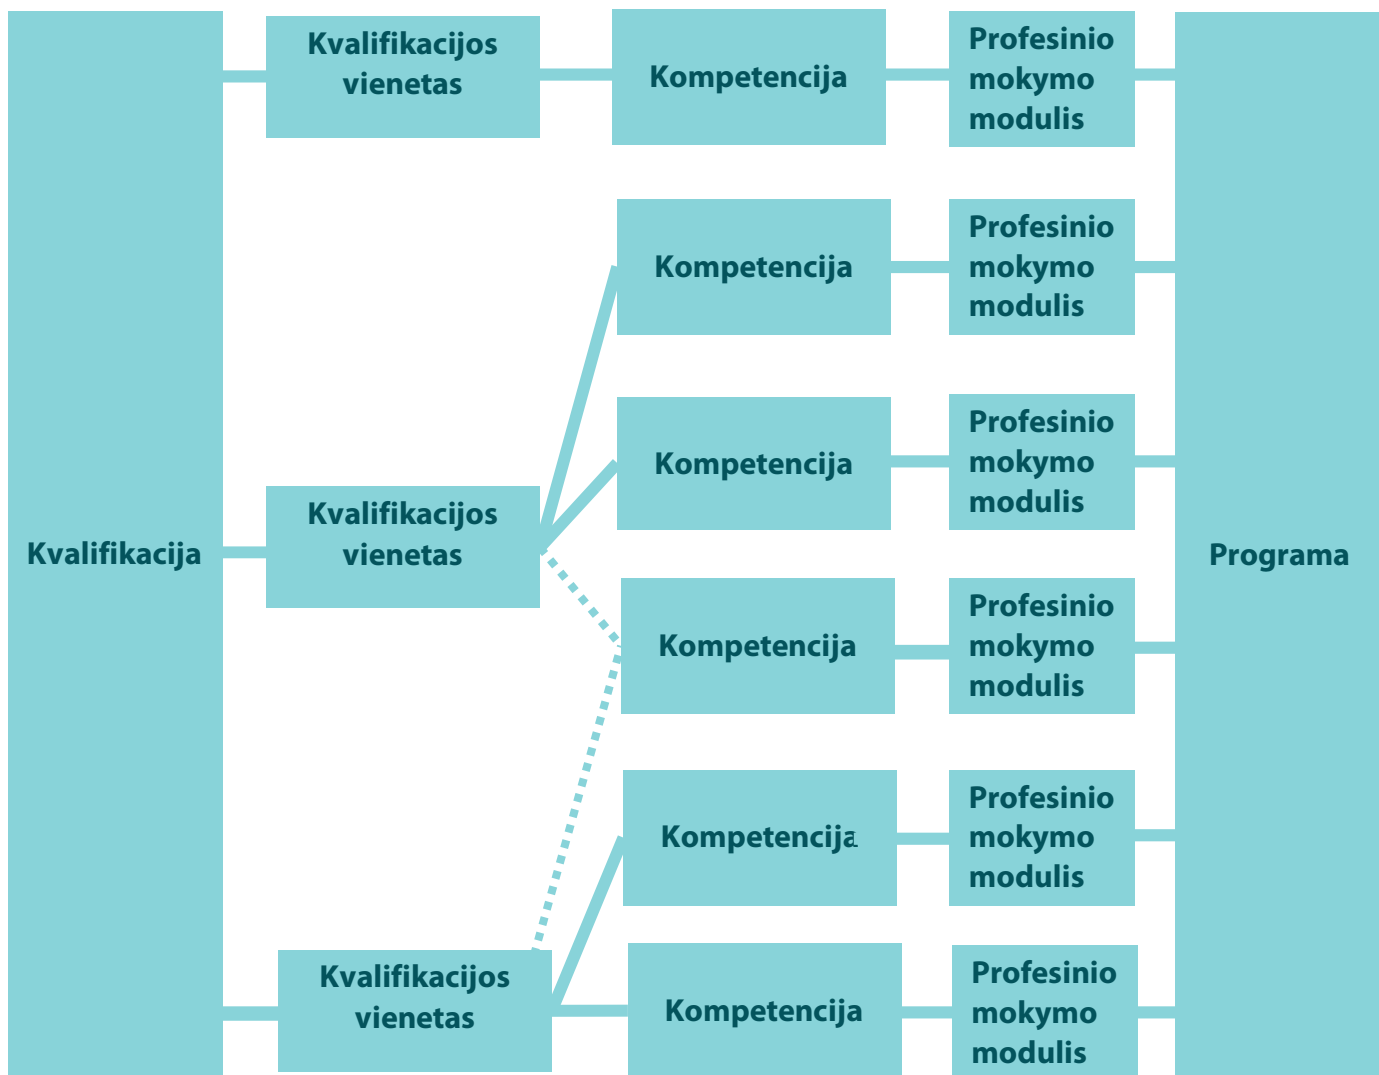 Kvalifikacija
Kvalifikacijos
vienetas
Kompetencija
Profesinio
mokymo
modulis
Kompetencija
Profesinio
mokymo
modulis
Kompetencija
Profesinio
mokymo
modulis
Kvalifikacijos
vienetas
Kompetencija
Profesinio
mokymo
modulis
Kompetencija
Profesinio
mokymo
modulis
Kvalifikacijos
vienetas
Kompetencija
Profesinio
mokymo
modulis
Programa